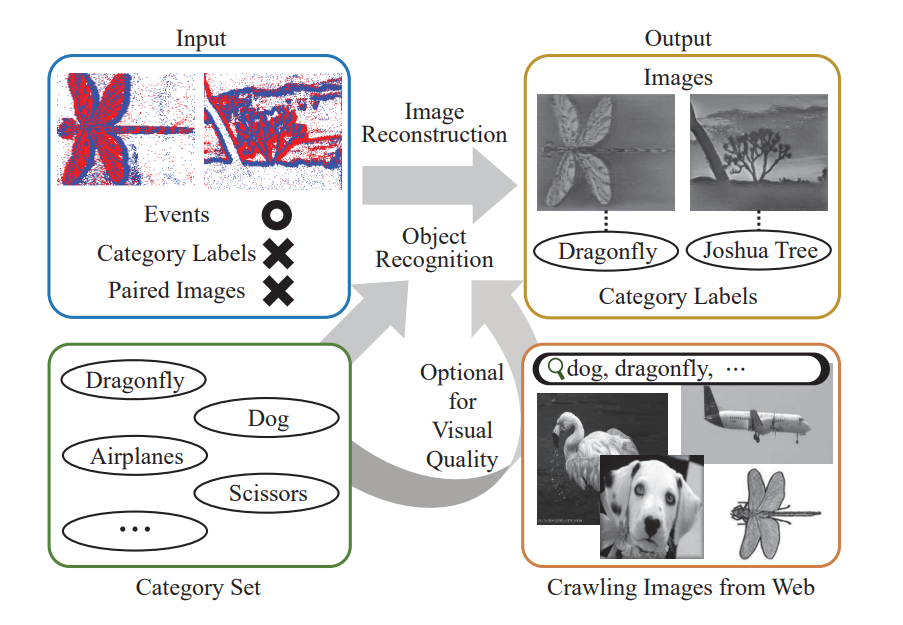 Input
Events
Category Labels
Paired Images
Image
Reconstruction
Object
Recognition
Output
Images
Dragonfly
Joshua Tree
Category Labels
Dragonfly
Dog
Airplanes
Scissors
...
Category Set
Optional
for
Visual
Quality
dog, dragonfly, ...
Crawling Images from Web